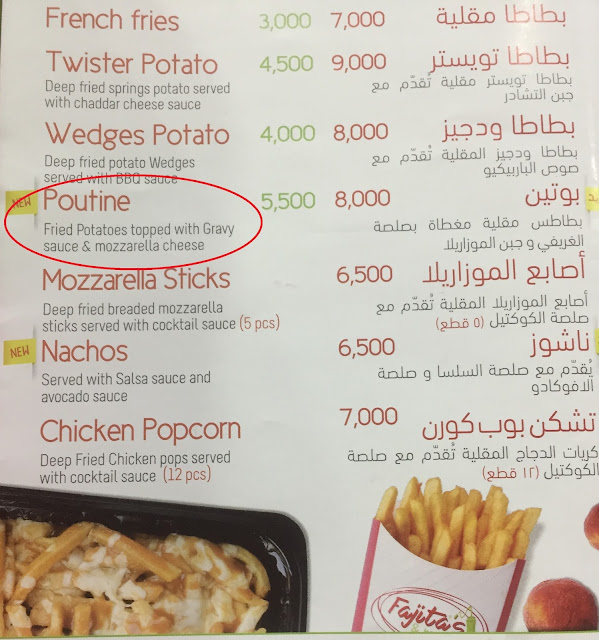 French fries 3,000 7,000 بطاطا مقلية
Twister Potato 4,500 9,000 بطاطا تويستر
Deep fried springs potato served
with chaddar cheese sauce
بطاطا تويستر مقلية تُقدّم مع
جبن التشادر
Wedges Potato 4,000 8,000 بطاطا ودجيز
Deep fried potato Wedges
served with BBQ sauce
بطاطا ودجيز المقلية تُقدّم مع
صوص الباربيكيو
NEW Poutine 5,500 8,000 بوتين
Fried Potatoes topped with Gravy
sauce & mozzarella cheese
بطاطس مقلية مغطاة بصلصة
الغريفي و جبن الموزاريلا
Mozzarella Sticks 6,500 أصابع الموزاريلا
Deep fried breaded mozzarella
sticks served with cocktail sauce (5 pcs)
أصابع الموزاريلا المقلية تُقدّم مع
صلصة الكوكتيل (٥ قطع)
NEW Nachos 6,500 ناشوز
Served with Salsa sauce and
avocado sauce
يُقدّم مع صلصة السلسا و صلصة
الافوكادو
Chicken Popcorn 7,000 تشكن بوب كورن
Deep Fried Chicken pops served
with cocktail sauce (12 pcs)
كريات الدجاج المقلية تُقدّم مع صلصة
الكوكتيل (١٢ قطع)
Fajita's